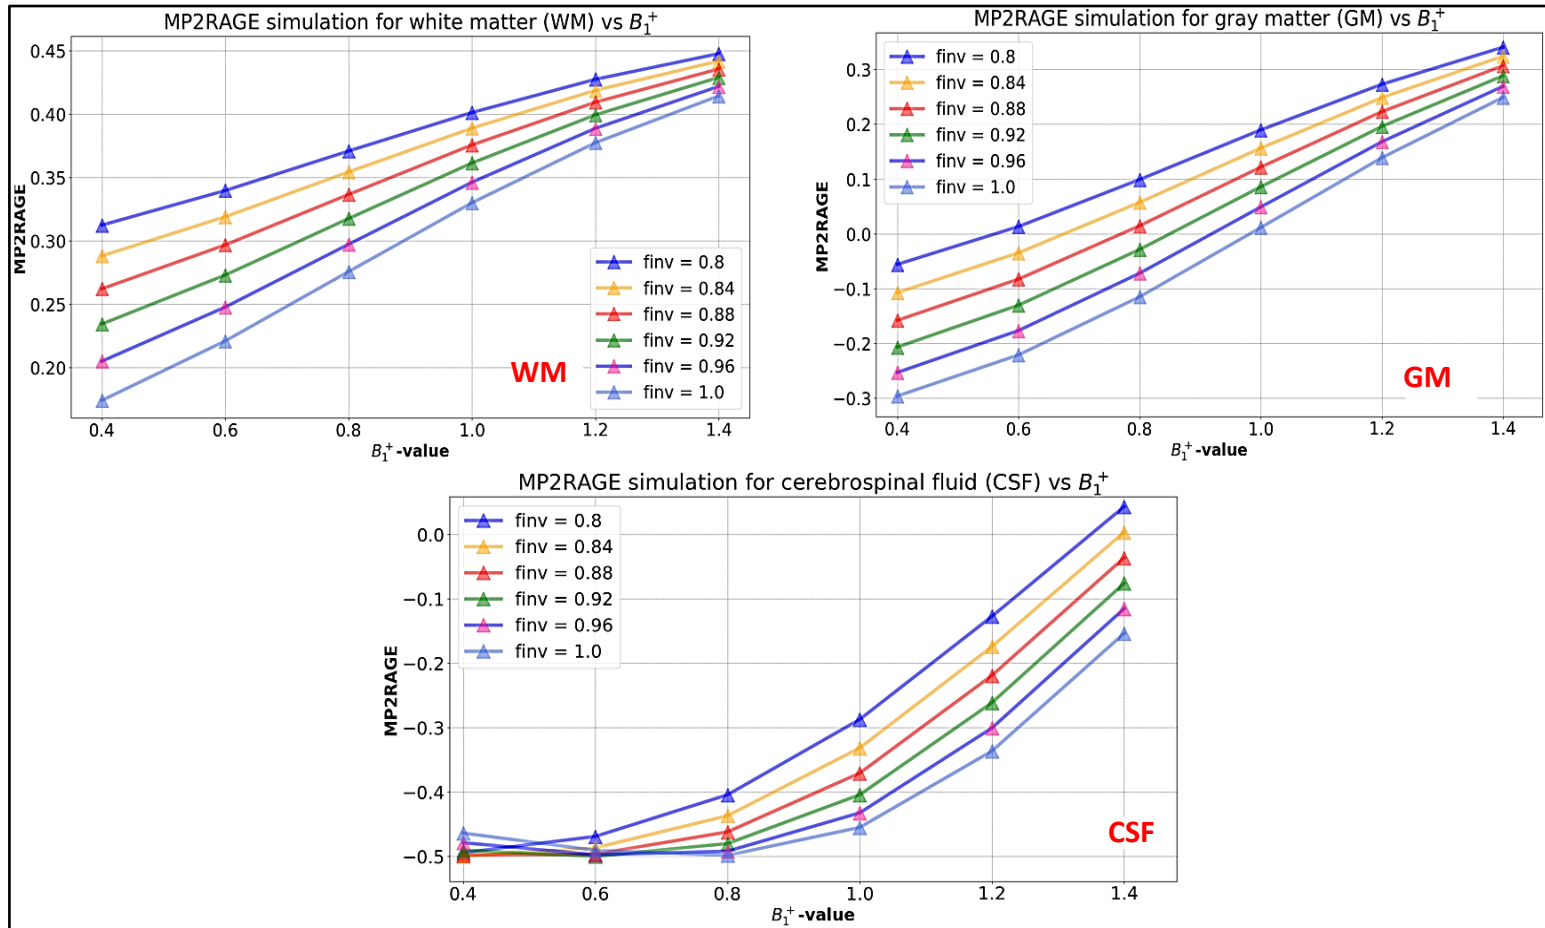 MP2RAGE simulation for white matter (WM) vs B₁⁺
0.45
0.40
0.35
0.30
0.25
0.20
MP2RAGE
finv = 0.8
finv = 0.84
finv = 0.88
finv = 0.92
finv = 0.96
finv = 1.0
WM
0.4 0.6 0.8 1.0 1.2 1.4
B₁⁺-value
MP2RAGE simulation for gray matter (GM) vs B₁⁺
finv = 0.8
finv = 0.84
finv = 0.88
finv = 0.92
finv = 0.96
finv = 1.0
0.3
0.2
0.1
0.0
−0.1
−0.2
−0.3
MP2RAGE
GM
0.4 0.6 0.8 1.0 1.2 1.4
B₁⁺-value
MP2RAGE simulation for cerebrospinal fluid (CSF) vs B₁⁺
finv = 0.8
finv = 0.84
finv = 0.88
finv = 0.92
finv = 0.96
finv = 1.0
0.0
−0.1
−0.2
−0.3
−0.4
−0.5
MP2RAGE
CSF
0.4 0.6 0.8 1.0 1.2 1.4
B₁⁺-value